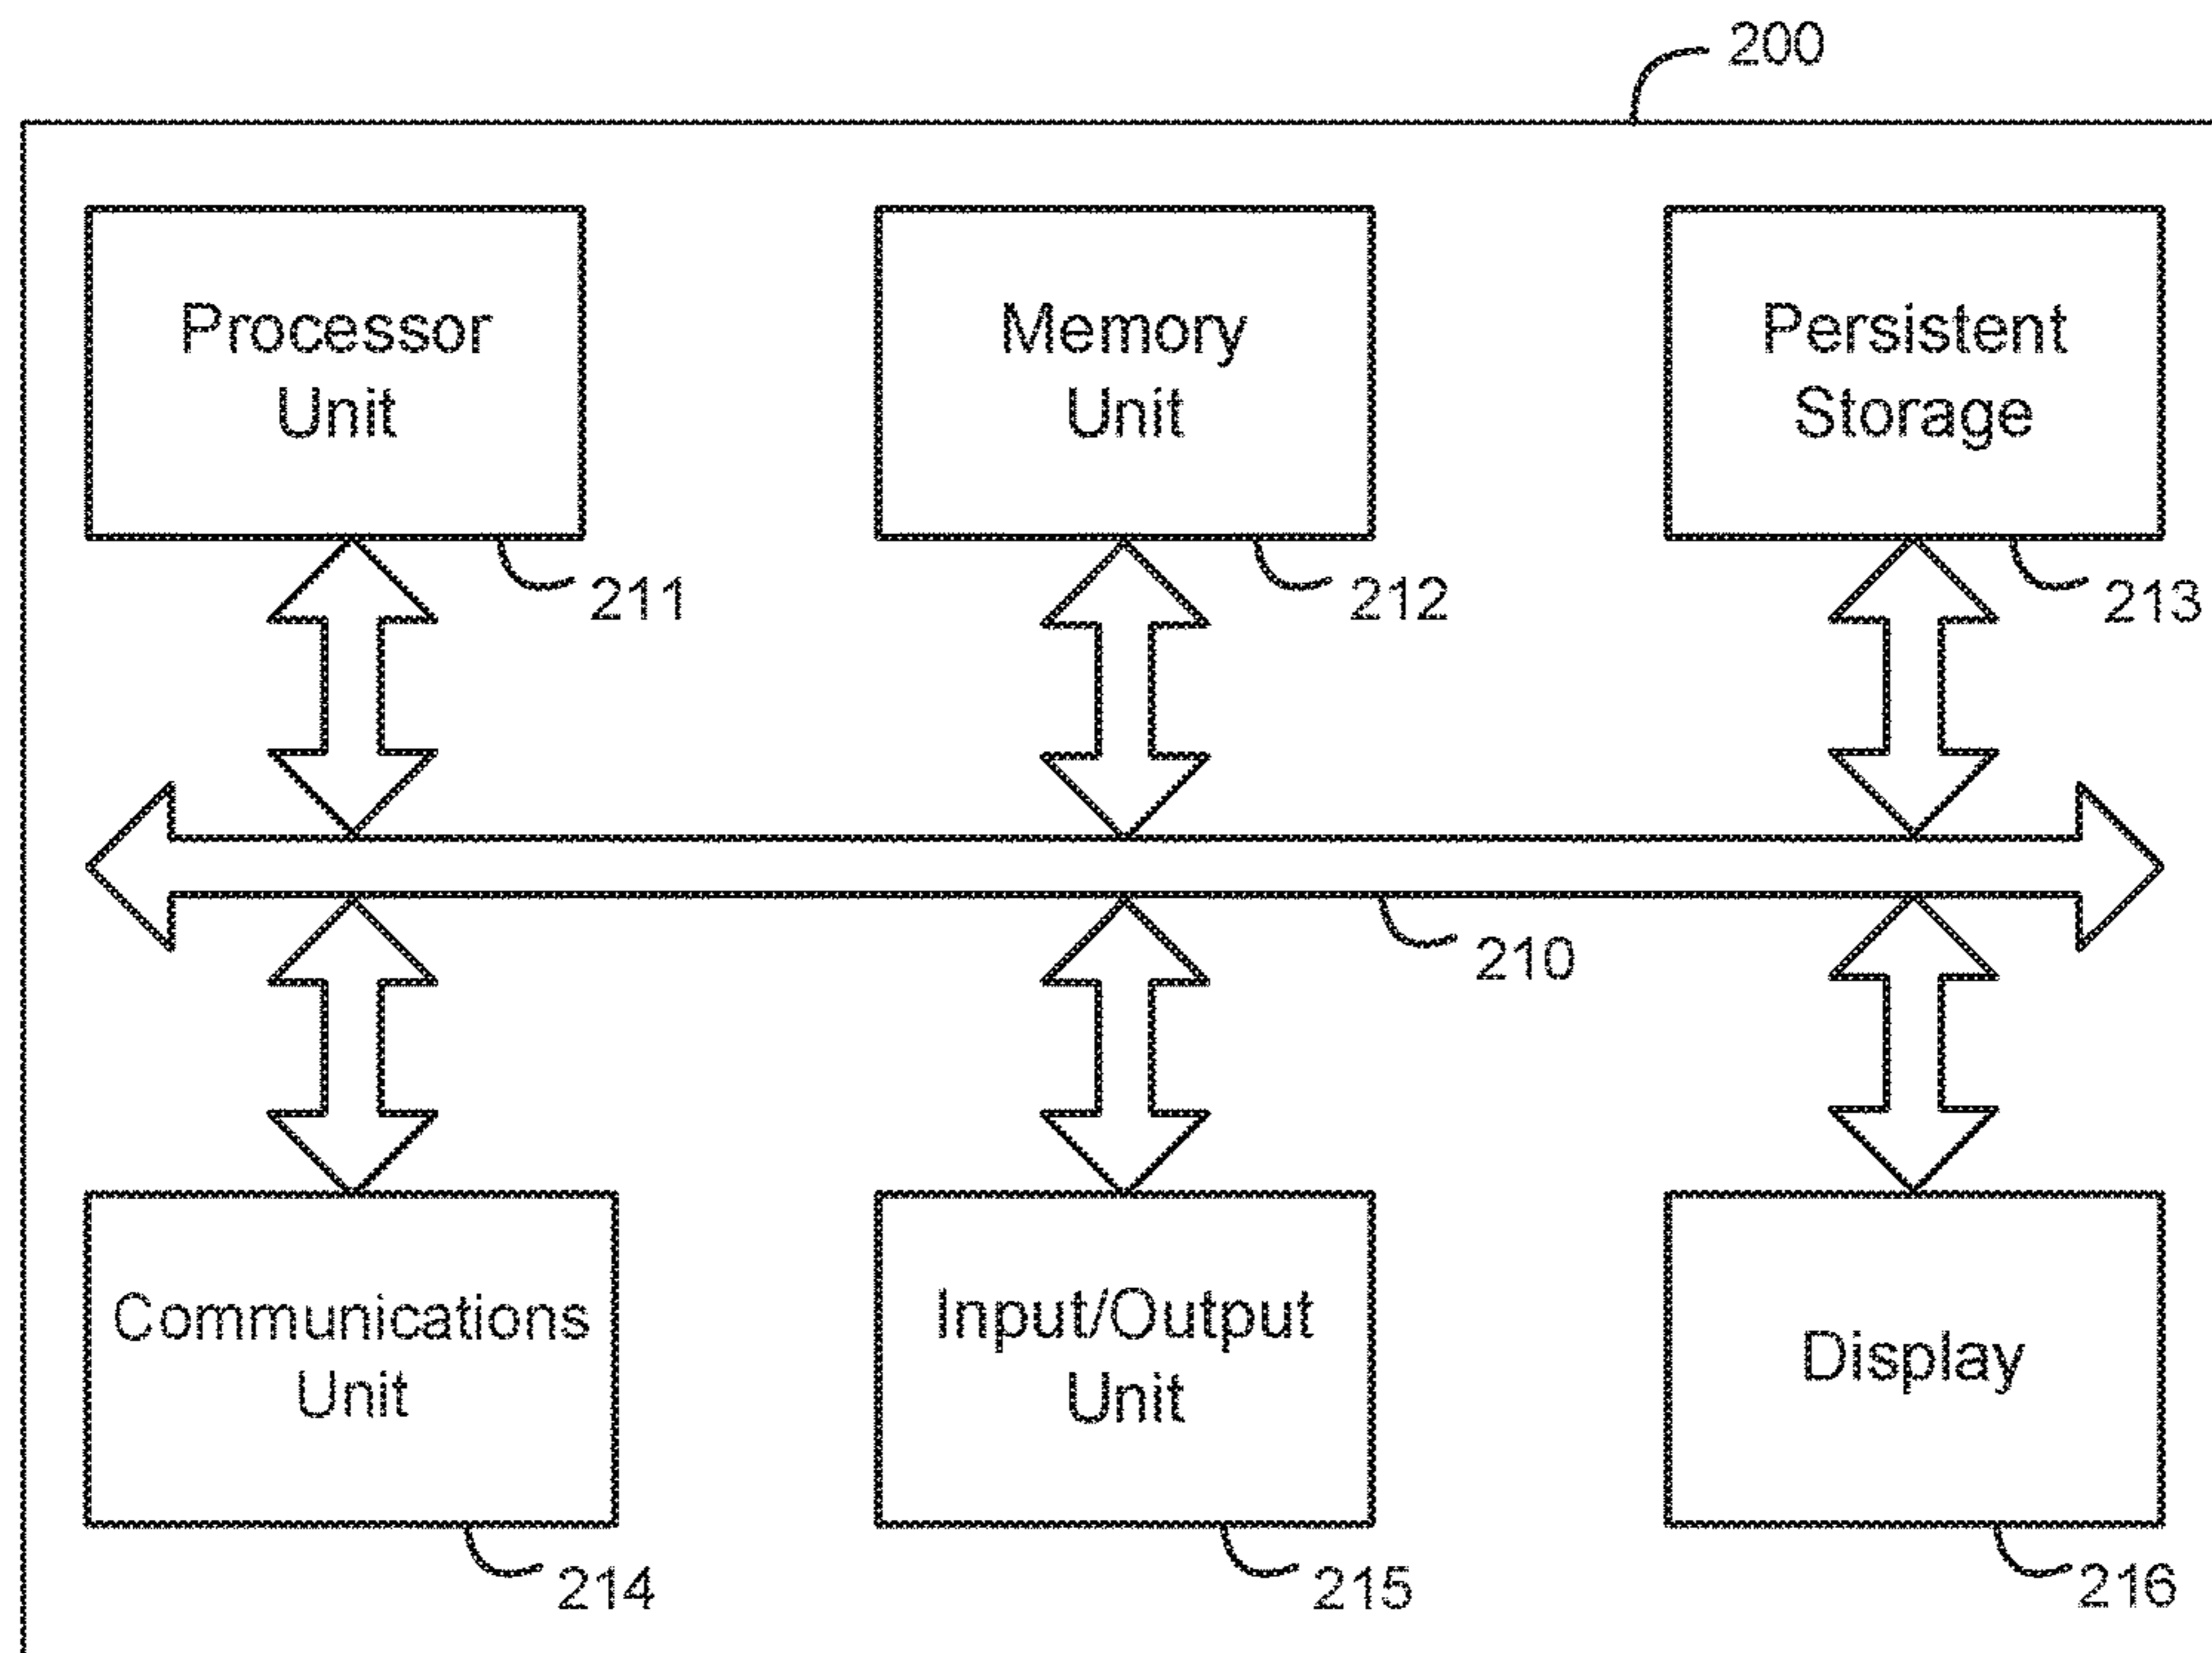 200
Processor
Unit
Memory
Unit
Persistent
Storage
211
212
213
210
Communications
Unit
Input/Output
Unit
Display
214
215
216